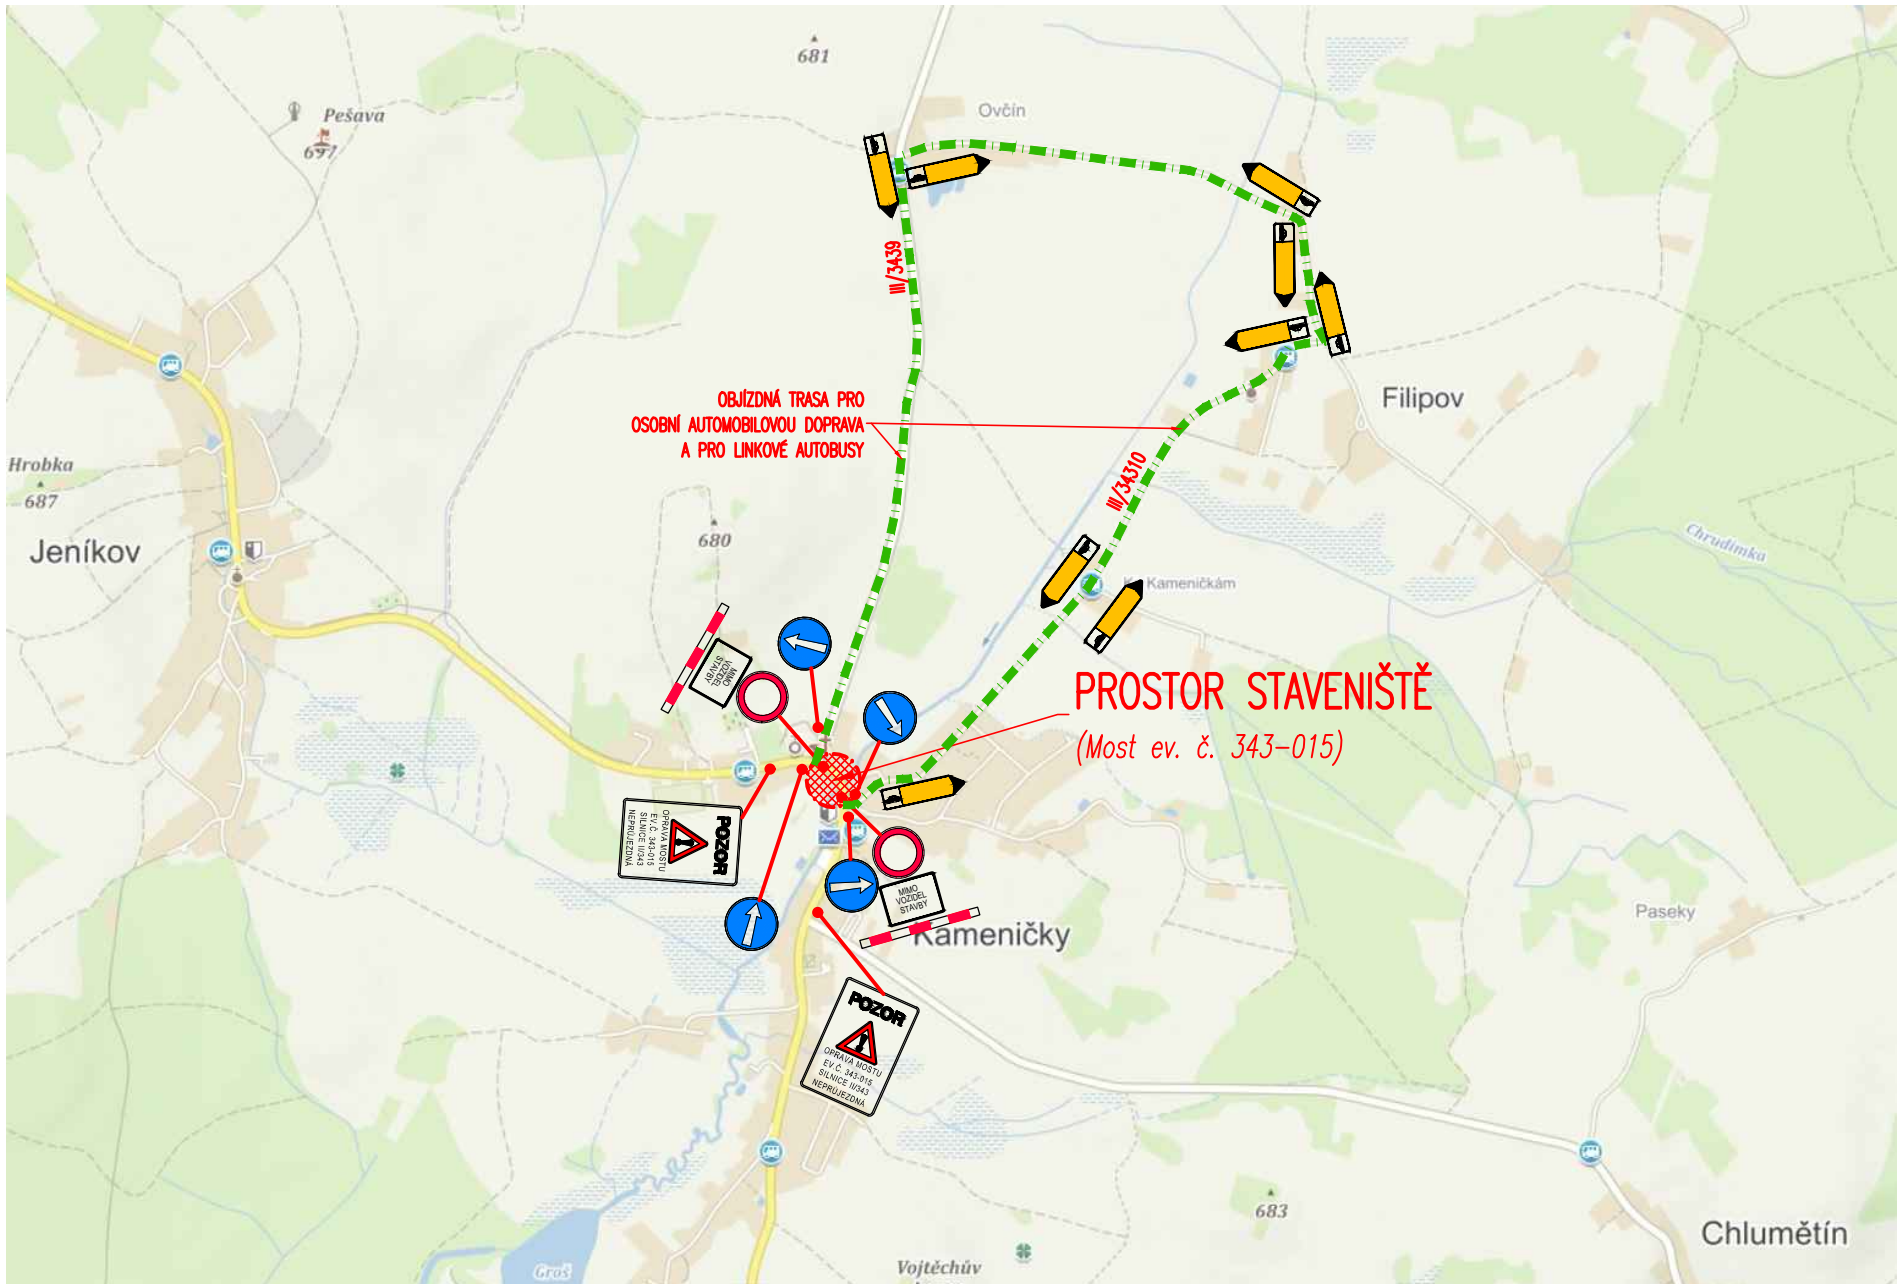 681
Ovčín
Pešava
697
III/3439
OBJÍZDNÁ TRASA PRO
OSOBNÍ AUTOMOBILOVOU DOPRAVA
A PRO LINKOVÉ AUTOBUSY
Filipov
Hrobka
687
III/34310
680
Jeníkov
Chrudimka
Kameničkám
MIMO
VOZIDEL
STAVBY
PROSTOR STAVENIŠTĚ
(Most ev. č. 343-015)
POZOR
OPRAVA MOSTU
EV.Č. 343-015
SILNICE II/343
NEPRŮJEZDNÁ
MIMO
VOZIDEL
STAVBY
Kameničky
Paseky
POZOR
OPRAVA MOSTU
EV.Č. 343-015
SILNICE II/343
NEPRŮJEZDNÁ
683
Chlumětín
Groš
Vojtěchův